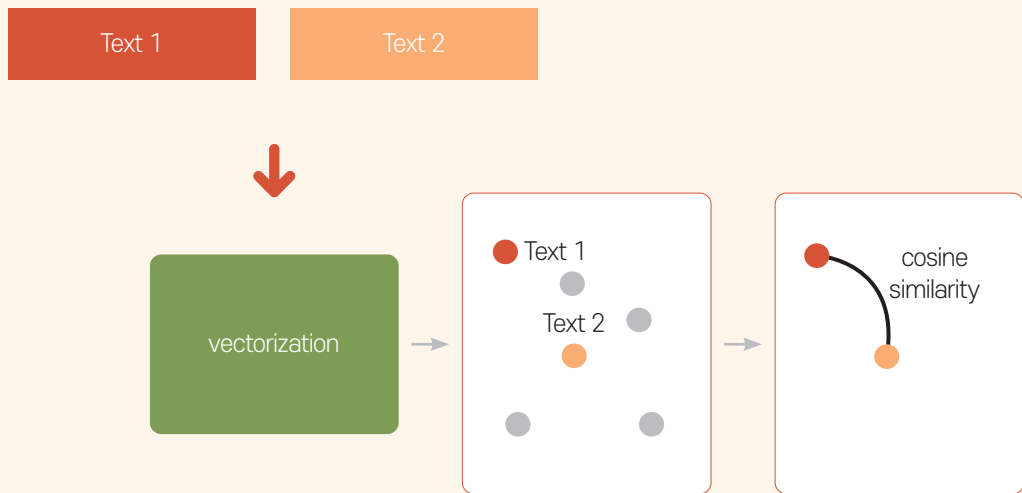 Text 1
Text 2
vectorization
Text 1
Text 2
cosine
similarity